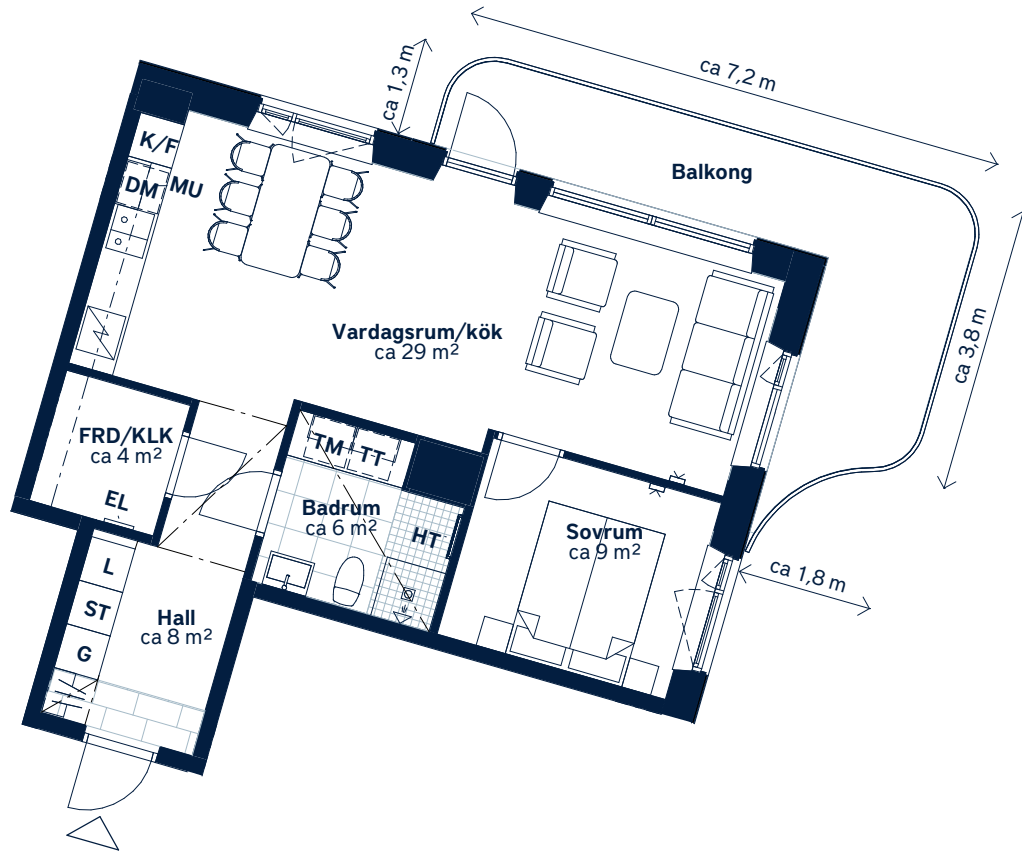 ca 7,2 m
ca 1,3 m
Balkong
K/F
DM
MU
Vardagsrum/kök
ca 29 m²
ca 3,8 m
FRD/KLK
ca 4 m²
EL
TM
TT
Badrum
ca 6 m²
HT
Sovrum
ca 9 m²
ca 1,8 m
L
ST
G
Hall
ca 8 m²